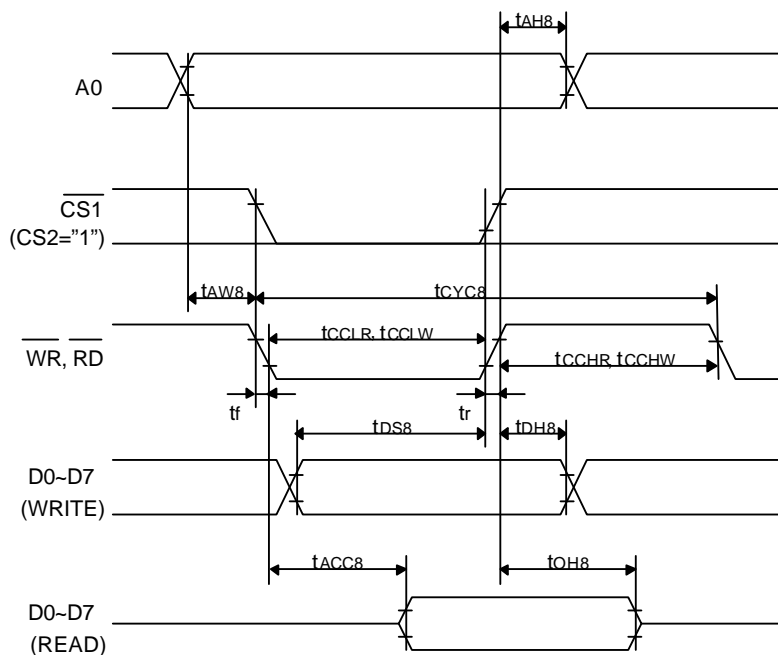 tAH8
A0
CS1
(CS2="1")
tAW8
tCYC8
WR, RD
tCCLR, tCCLW
tCCHR, tCCHW
tf
tr
tDS8
tDH8
D0~D7
(WRITE)
tACC8
tOH8
D0~D7
(READ)